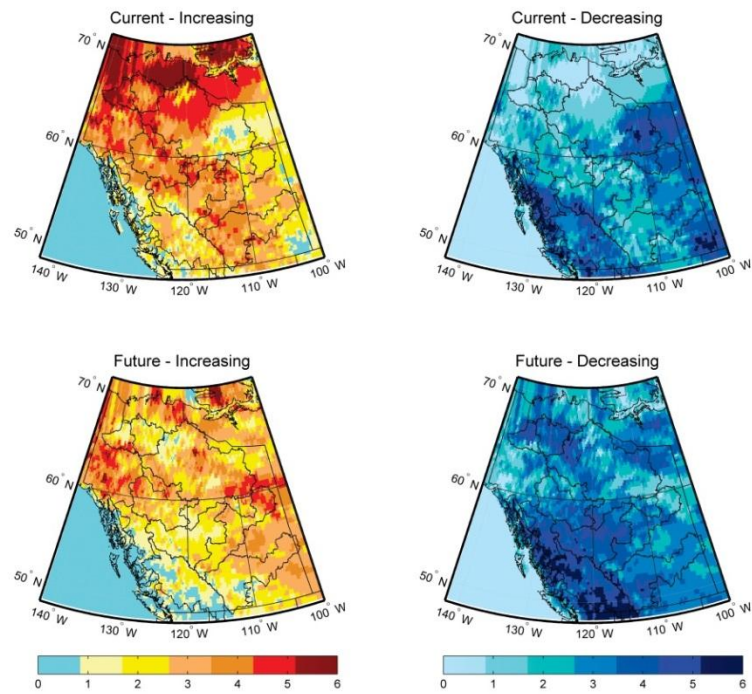 Current - Increasing
Current - Decreasing
70° N
60° N
50° N
140° W
130° W
120° W
110° W
100° W
70° N
60° N
50° N
140° W
130° W
120° W
110° W
100° W
Future - Increasing
Future - Decreasing
70° N
60° N
50° N
140° W
130° W
120° W
110° W
100° W
70° N
60° N
50° N
140° W
130° W
120° W
110° W
100° W
0 1 2 3 4 5 6
0 1 2 3 4 5 6